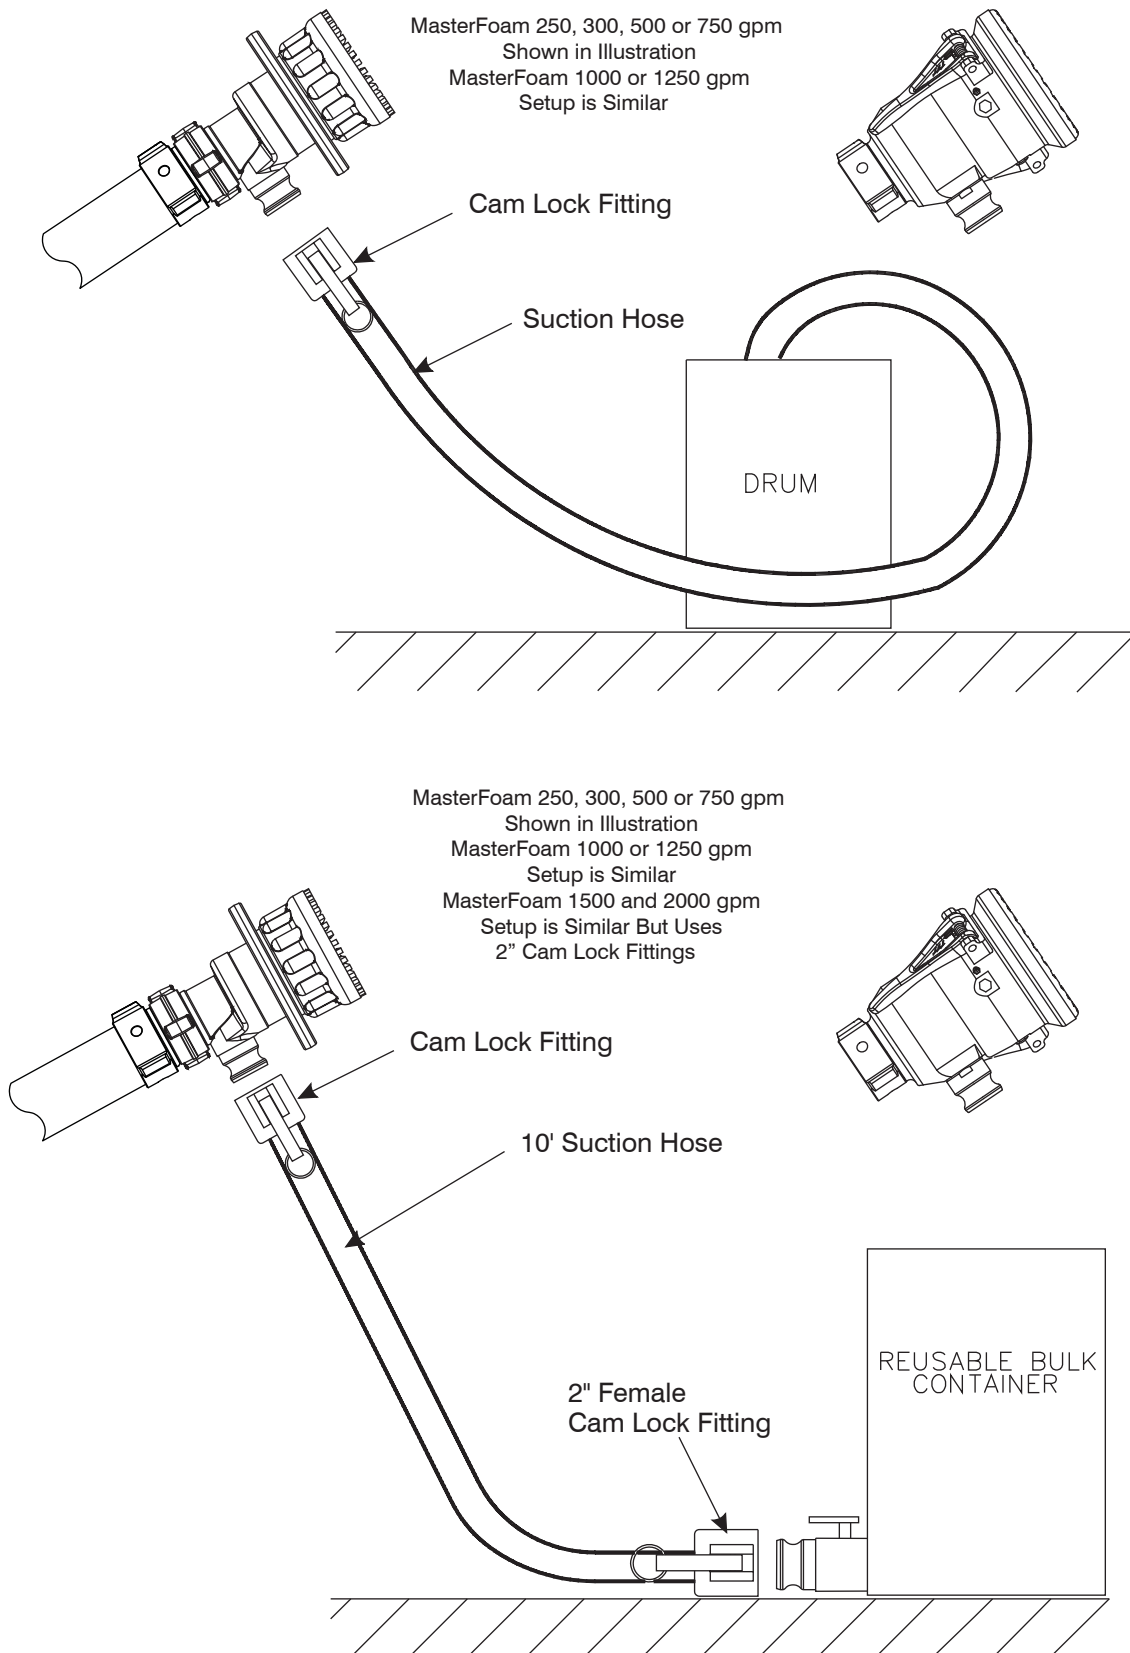 MasterFoam 250, 300, 500 or 750 gpm
Shown in Illustration
MasterFoam 1000 or 1250 gpm
Setup is Similar
Cam Lock Fitting
Suction Hose
DRUM
MasterFoam 250, 300, 500 or 750 gpm
Shown in Illustration
MasterFoam 1000 or 1250 gpm
Setup is Similar
MasterFoam 1500 and 2000 gpm
Setup is Similar But Uses
2” Cam Lock Fittings
Cam Lock Fitting
10' Suction Hose
REUSABLE BULK
CONTAINER
2" Female
Cam Lock Fitting